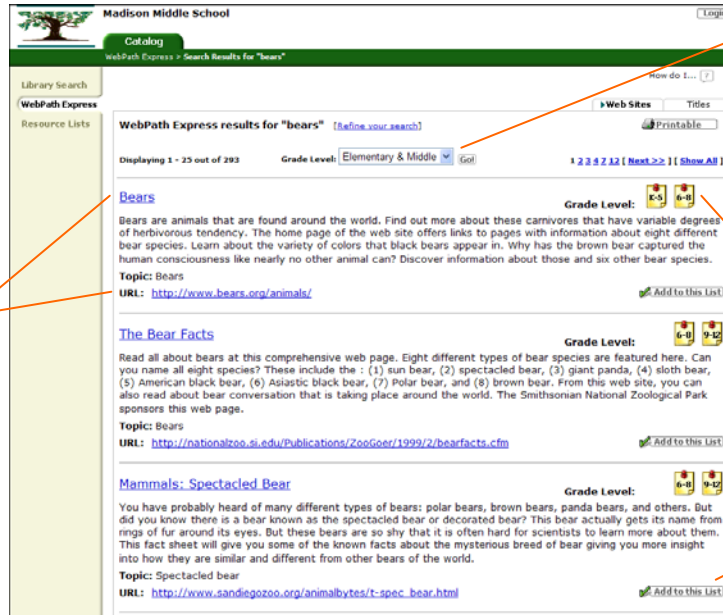 Madison Middle School
Login
Catalog
WebPath Express > Search Results for "bears"
How do I... ?
Library Search
WebPath Express
Resource Lists
Web Sites
Titles
WebPath Express results for "bears" [Refine your search]
Printable
Displaying 1 - 25 out of 293
Grade Level: Elementary & Middle Go!
1 2 3 4 7 12 [ Next >> ] [ Show All ]
Bears
Grade Level: K-5 6-8
Bears are animals that are found around the world. Find out more about these carnivores that have variable degrees
of herbivorous tendency. The home page of the web site offers links to pages with information about eight different
bear species. Learn about the variety of colors that black bears appear in. Why has the brown bear captured the
human consciousness like nearly no other animal can? Discover information about those and six other bear species.
Topic: Bears
URL: http://www.bears.org/animals/
Add to this List
The Bear Facts
Grade Level: 6-8 9-12
Read all about bears at this comprehensive web page. Eight different types of bear species are featured here. Can
you name all eight species? These include the : (1) sun bear, (2) spectacled bear, (3) giant panda, (4) sloth bear,
(5) American black bear, (6) Asiastic black bear, (7) Polar bear, and (8) brown bear. From this web site, you can
also read about bear conversation that is taking place around the world. The Smithsonian National Zoological Park
sponsors this web page.
Topic: Bears
URL: http://nationalzoo.si.edu/Publications/ZooGoer/1999/2/bearfacts.cfm
Add to this List
Mammals: Spectacled Bear
Grade Level: 6-8 9-12
You have probably heard of many different types of bears: polar bears, brown bears, panda bears, and others. But
did you know there is a bear known as the spectacled bear or decorated bear? This bear actually gets its name from
rings of fur around its eyes. But these bears are so shy that it is often hard for scientists to learn more about them.
This fact sheet will give you some of the known facts about the mysterious breed of bear giving you more insight
into how they are similar and different from other bears of the world.
Topic: Spectacled bear
URL: http://www.sandiegozoo.org/animalbytes/t-spec_bear.html
Add to this List